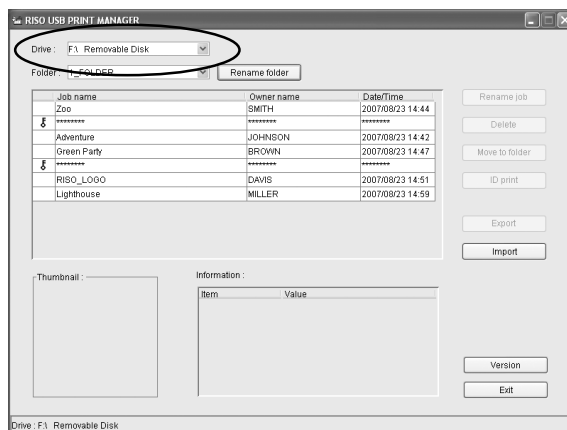 RISO USB PRINT MANAGER
Drive : F:\ Removable Disk
Folder : 1_FOLDER Rename folder
Job name Owner name Date/Time
Zoo SMITH 2007/08/23 14:44
******** ******** ********
Adventure JOHNSON 2007/08/23 14:42
Green Party BROWN 2007/08/23 14:47
******** ******** ********
RISO_LOGO DAVIS 2007/08/23 14:51
Lighthouse MILLER 2007/08/23 14:59
Rename job
Delete
Move to folder
ID print
Export
Import
Thumbnail :
Information :
Item Value
Version
Exit
Drive : F:\ Removable Disk